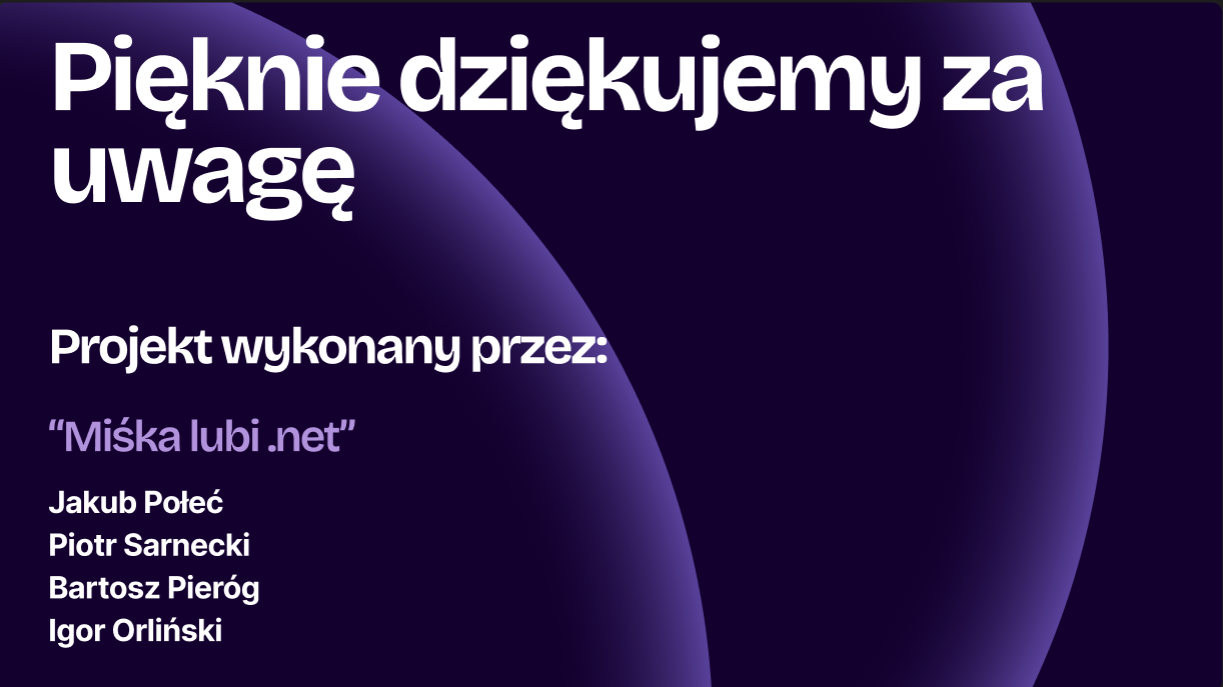 Pięknie dziękujemy za
uwagę
Projekt wykonany przez:
“Miśka lubi .net”
Jakub Połeć
Piotr Sarnecki
Bartosz Pieróg
Igor Orliński